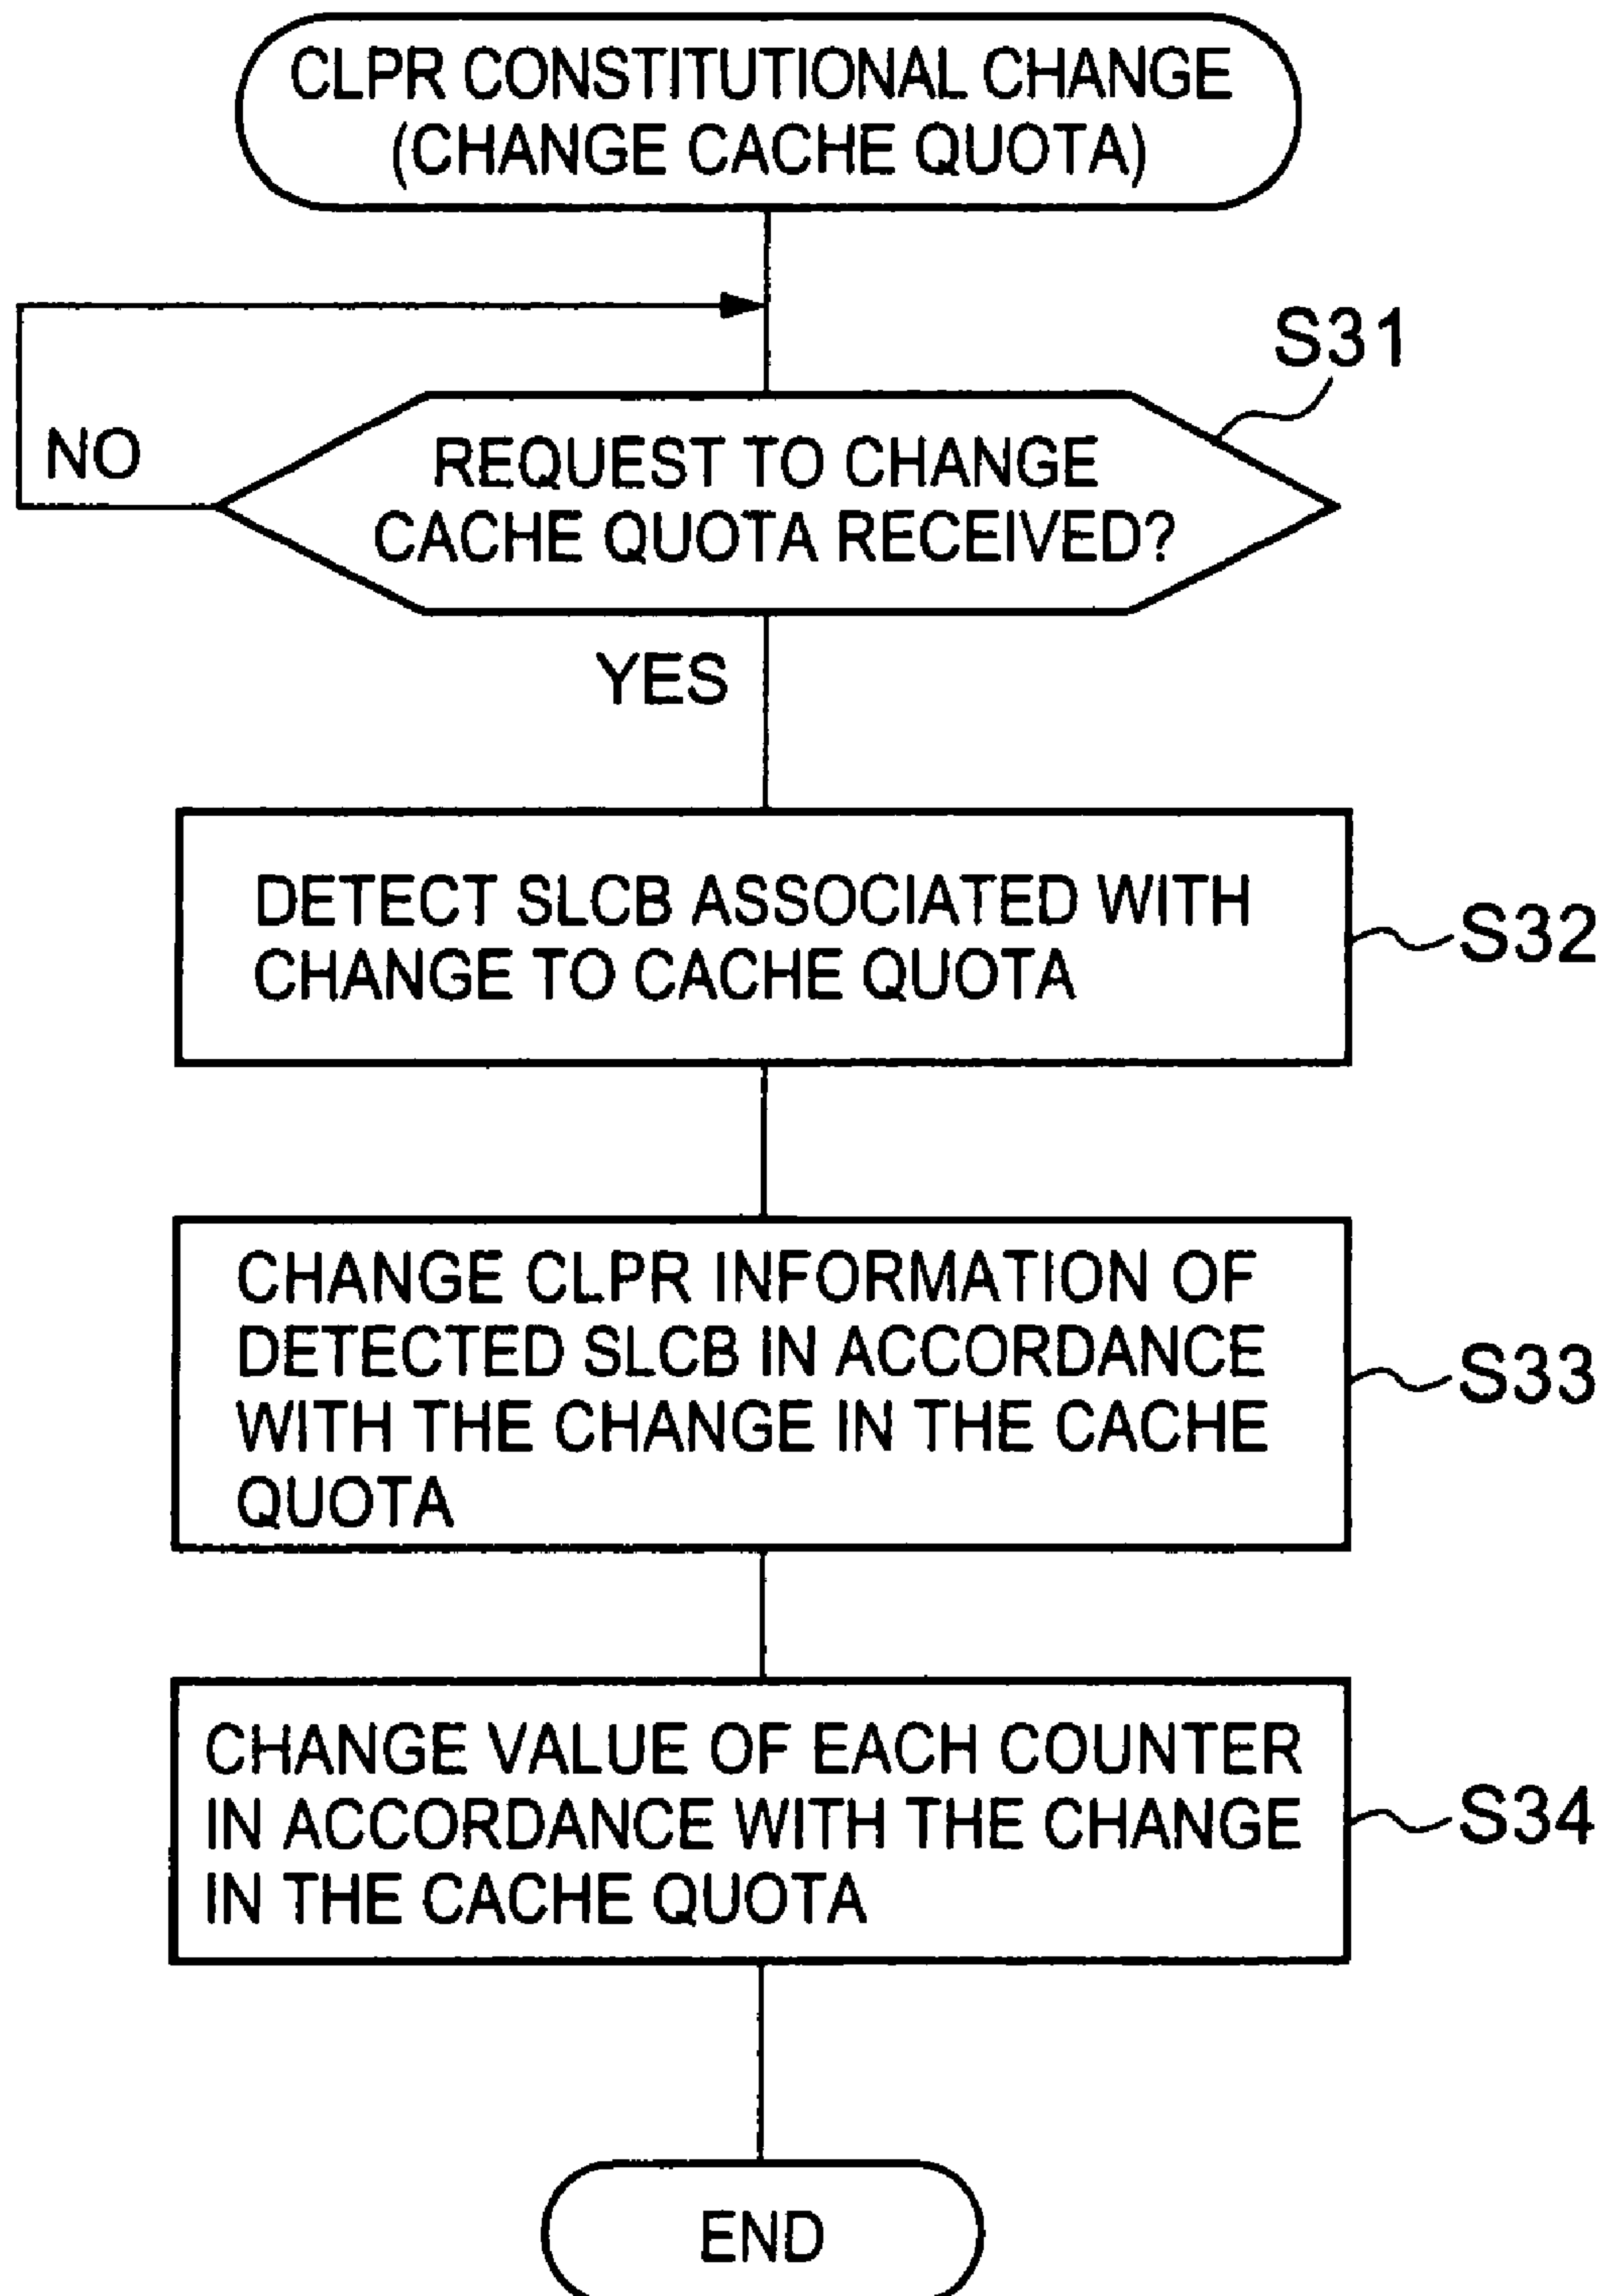 CLPR CONSTITUTIONAL CHANGE
(CHANGE CACHE QUOTA)
S31
NO
REQUEST TO CHANGE
CACHE QUOTA RECEIVED?
YES
DETECT SLCB ASSOCIATED WITH
CHANGE TO CACHE QUOTA
S32
CHANGE CLPR INFORMATION OF
DETECTED SLCB IN ACCORDANCE
WITH THE CHANGE IN THE CACHE
QUOTA
S33
CHANGE VALUE OF EACH COUNTER
IN ACCORDANCE WITH THE CHANGE
IN THE CACHE QUOTA
S34
END